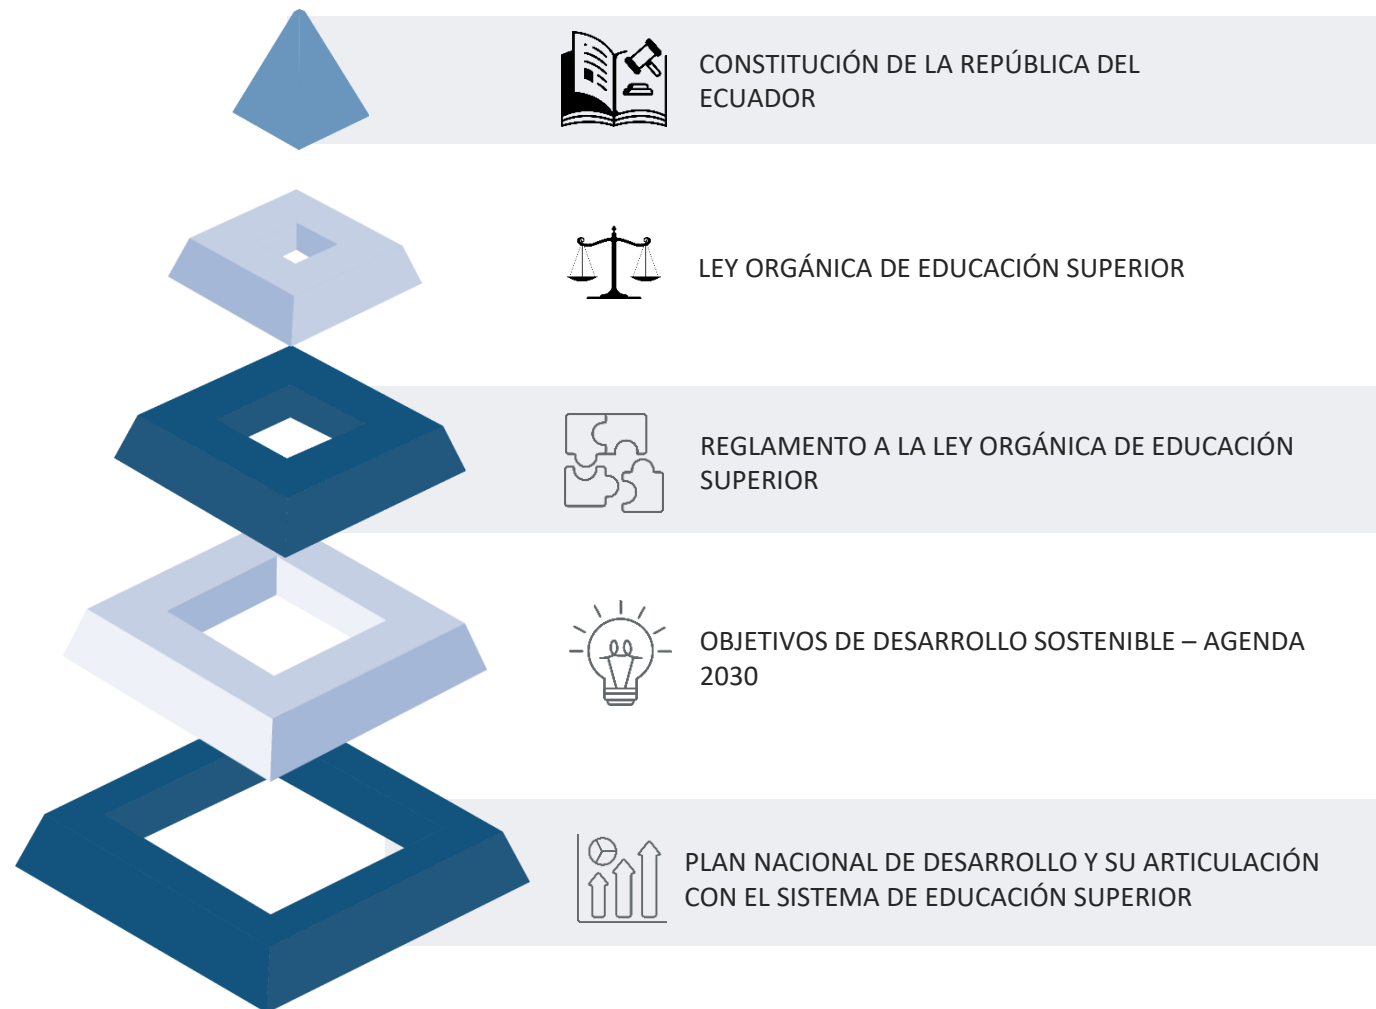 CONSTITUCIÓN DE LA REPÚBLICA DEL
ECUADOR
LEY ORGÁNICA DE EDUCACIÓN SUPERIOR
REGLAMENTO A LA LEY ORGÁNICA DE EDUCACIÓN
SUPERIOR
OBJETIVOS DE DESARROLLO SOSTENIBLE – AGENDA
2030
PLAN NACIONAL DE DESARROLLO Y SU ARTICULACIÓN
CON EL SISTEMA DE EDUCACIÓN SUPERIOR